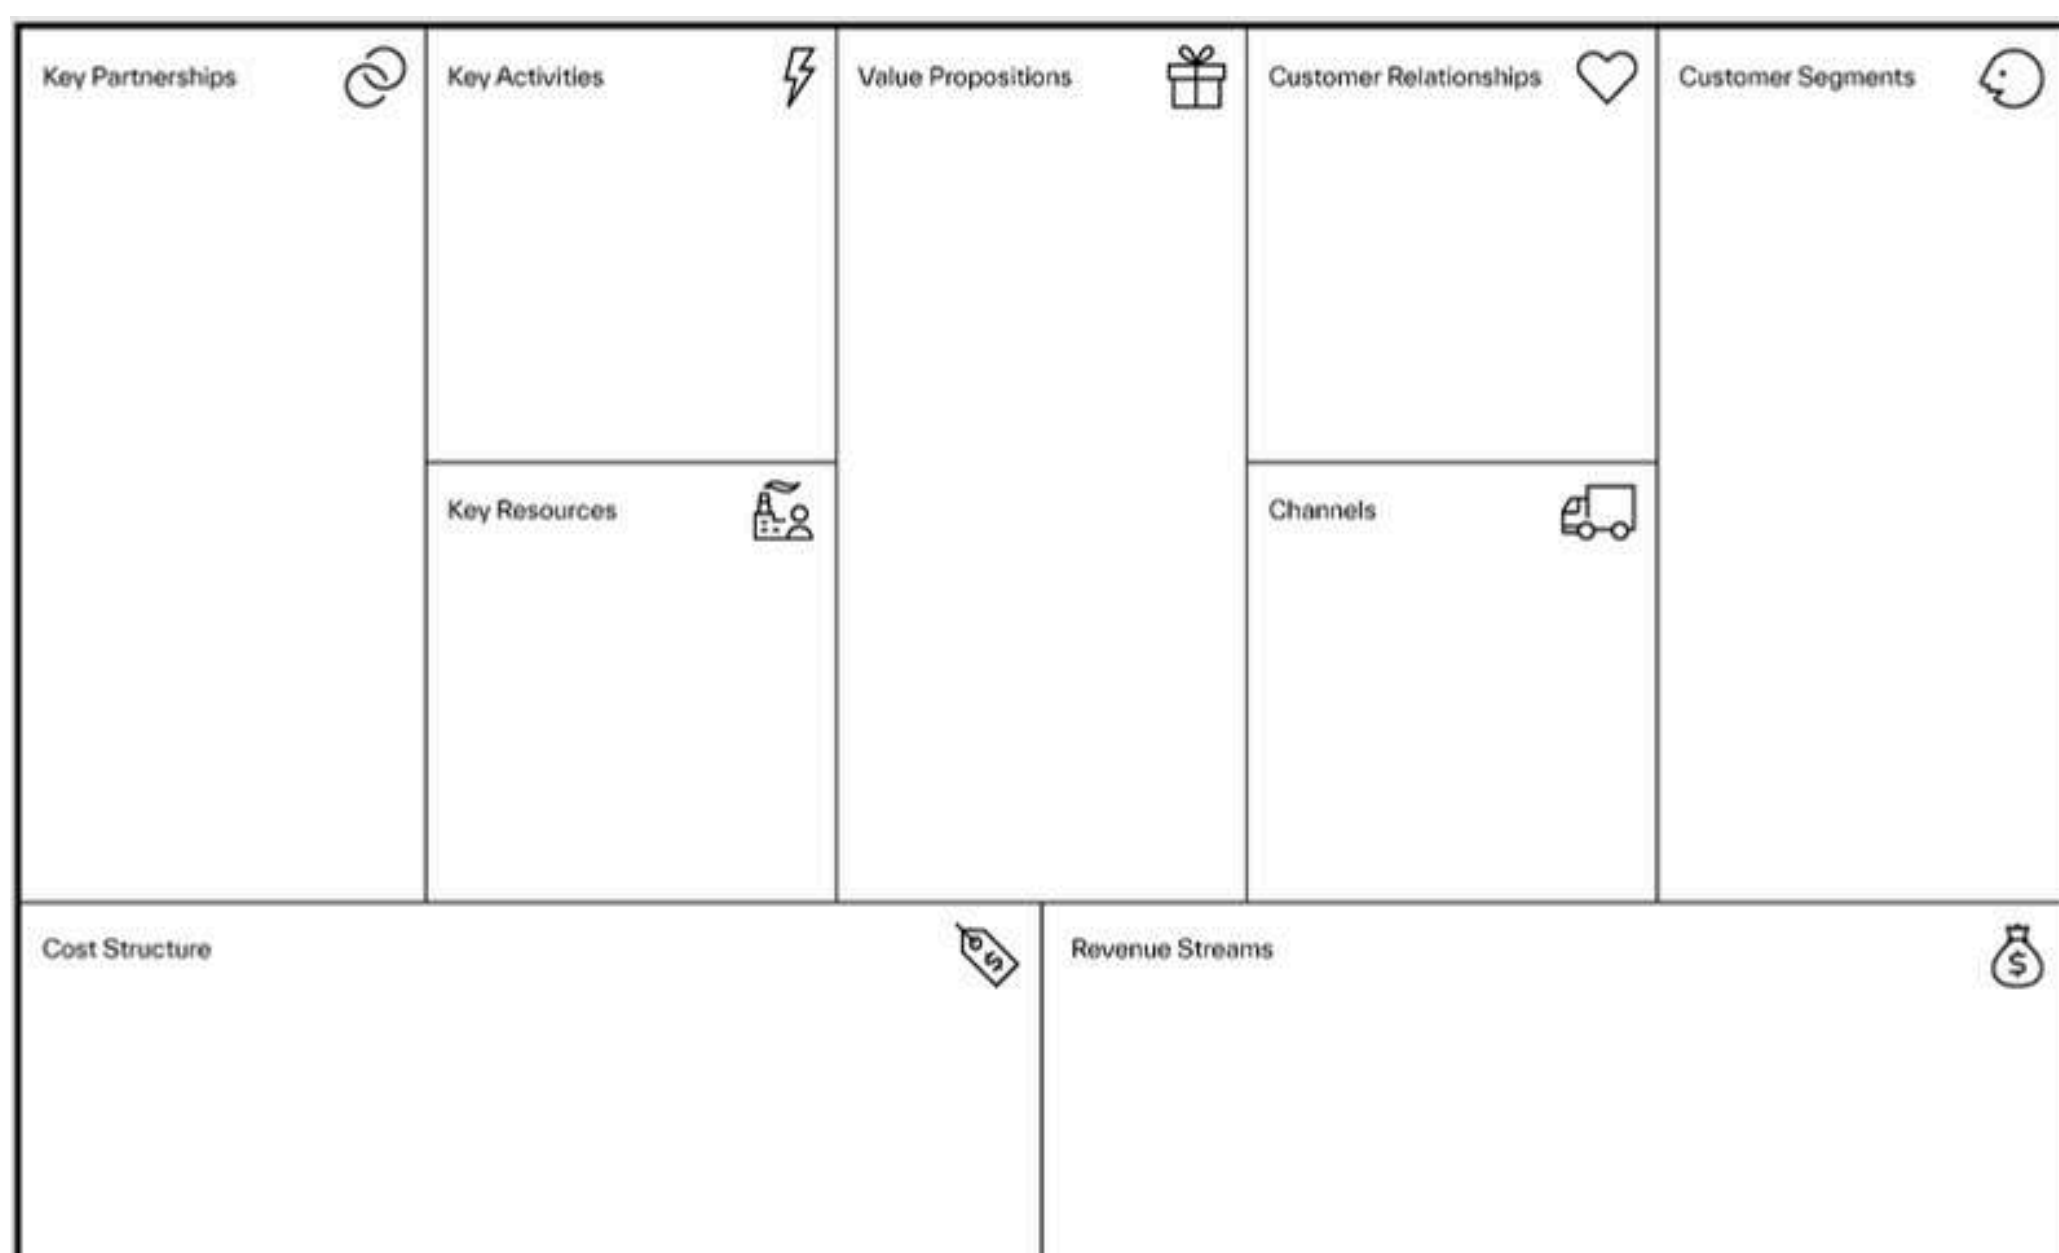 Key Partnerships
Key Activities
Value Propositions
Customer Relationships
Customer Segments
Key Resources
Channels
Cost Structure
$
Revenue Streams
$